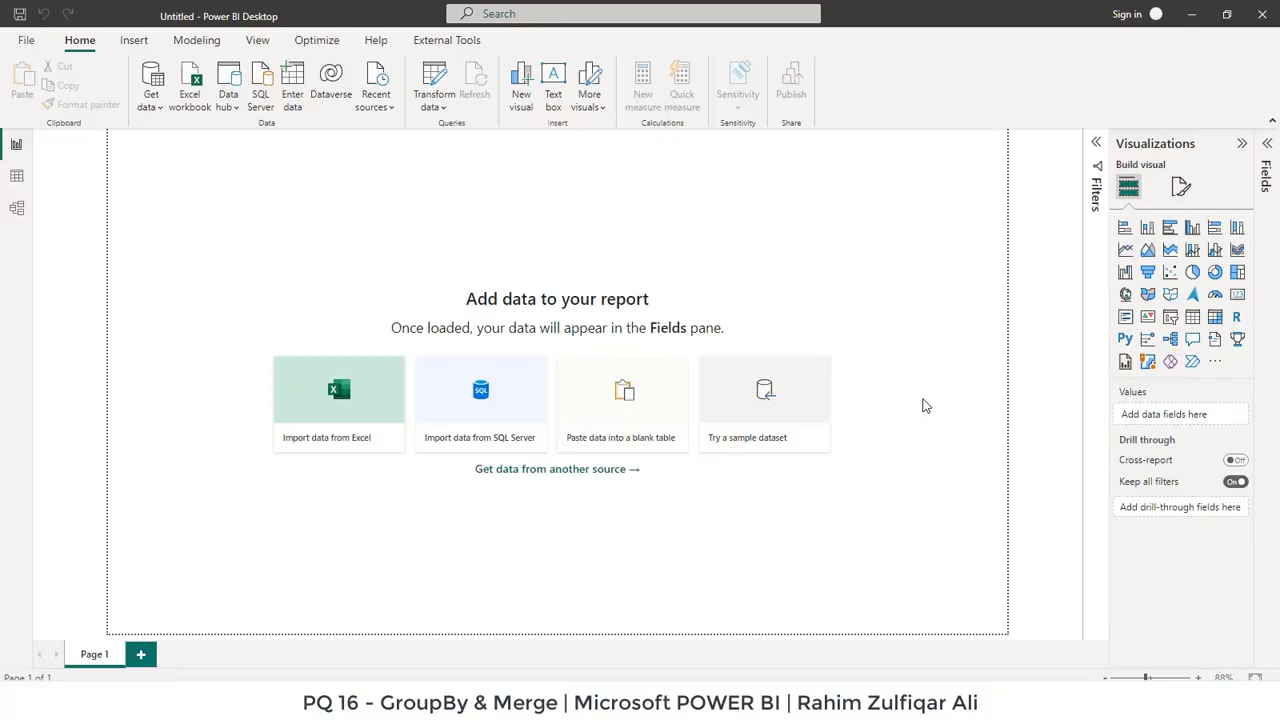 Untitled - Power BI Desktop
Search
Sign in
File Home Insert Modeling View Optimize Help External Tools
Paste
Cut
Copy
Format painter
Clipboard
Get data
Excel workbook
Data hub
SQL Server
Enter data
Dataverse
Recent sources
Data
Transform data
Refresh
Queries
New visual
Text box
More visuals
Insert
New measure
Quick measure
Calculations
Sensitivity
Sensitivity
Publish
Share
Add data to your report
Once loaded, your data will appear in the Fields pane.
SQL
Import data from Excel
Import data from SQL Server
Paste data into a blank table
Try a sample dataset
Get data from another source →
Filters
Visualizations
Build visual
123
R
Py
Values
Add data fields here
Drill through
Cross-report Off
Keep all filters On
Add drill-through fields here
Fields
Page 1
Page 1 of 1
88%
PQ 16 - GroupBy & Merge | Microsoft POWER BI | Rahim Zulfiqar Ali